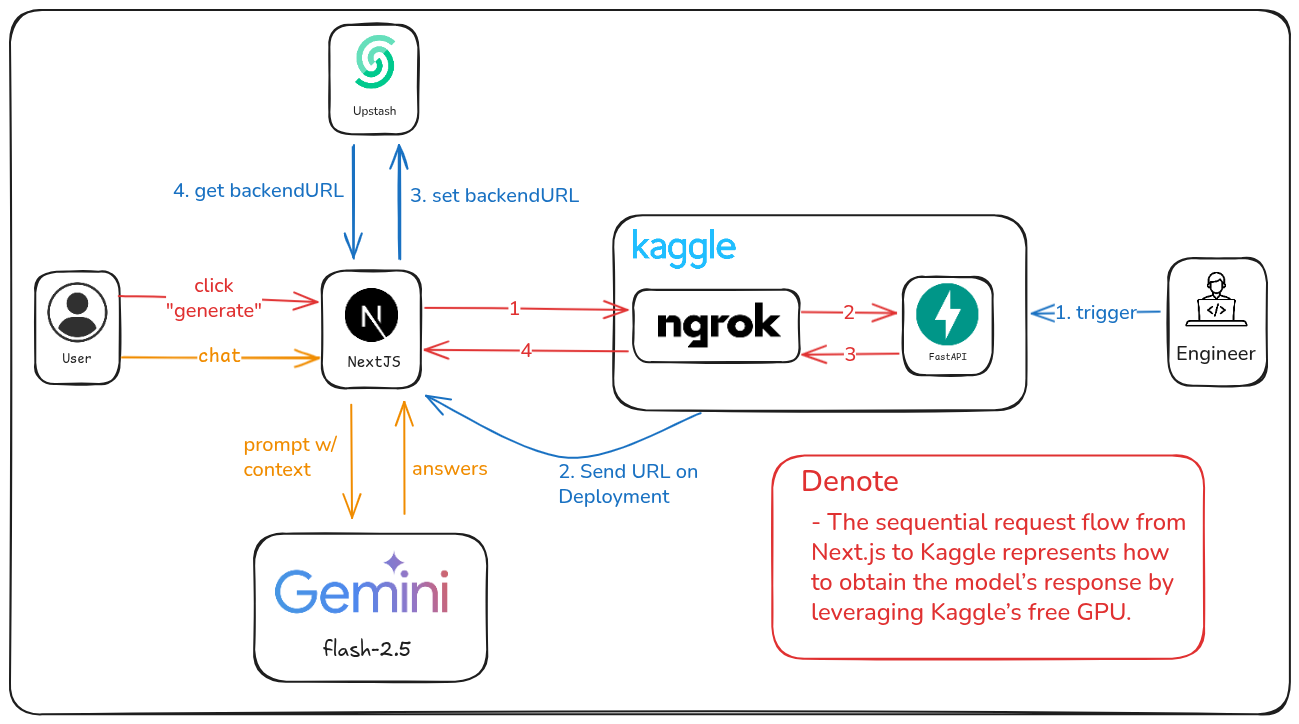 Upstash
4. get backendURL
3. set backendURL
kaggle
click
"generate"
User
chat
N
NextJS
1
4
ngrok
2
3
FastAPI
1. trigger
</>
Engineer
prompt w/
context
answers
2. Send URL on
Deployment
Gemini
flash-2.5
Denote
- The sequential request flow from
Next.js to Kaggle represents how
to obtain the model’s response by
leveraging Kaggle’s free GPU.